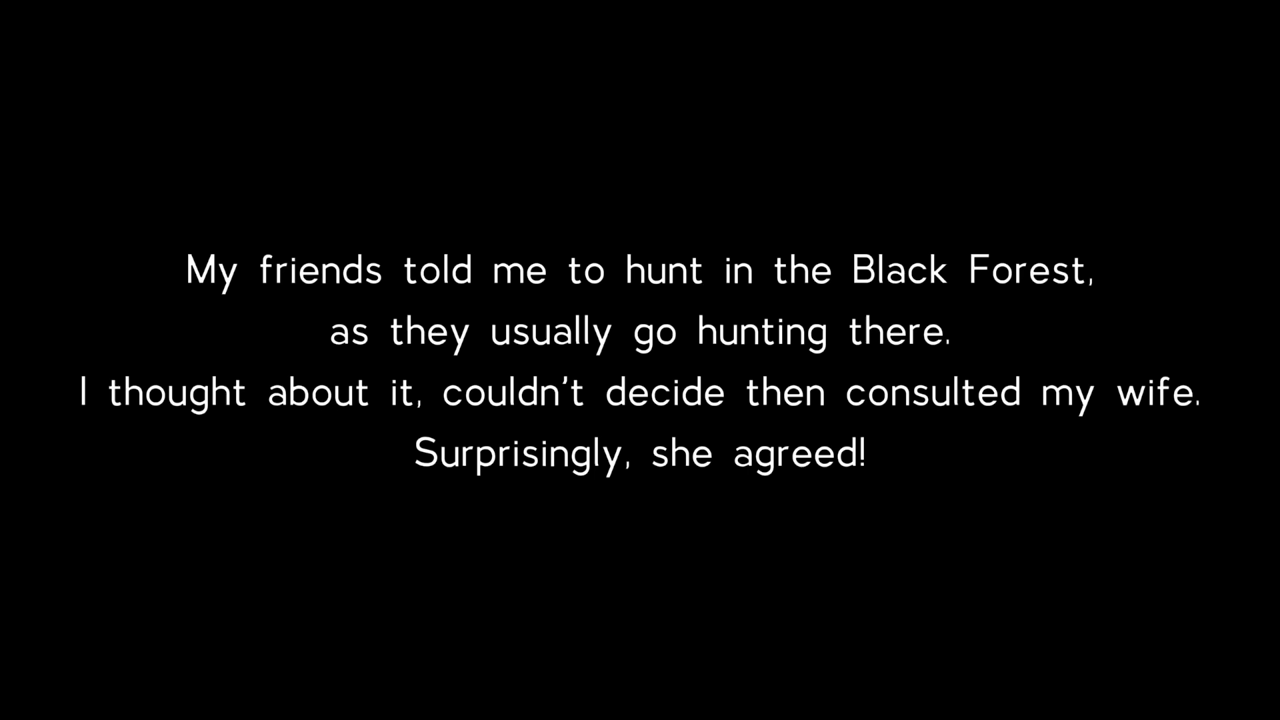 My friends told me to hunt in the Black Forest,
as they usually go hunting there.
I thought about it, couldn't decide then consulted my wife.
Surprisingly, she agreed!